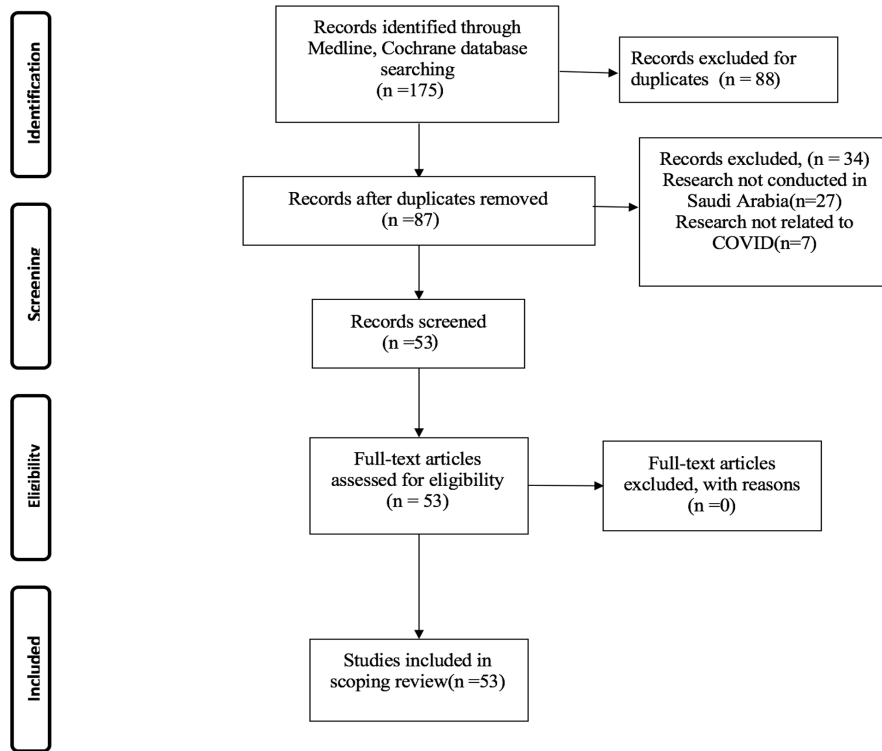 Identification
Records identified through
Medline, Cochrane database
searching
(n =175)
Records excluded for
duplicates (n = 88)
Records excluded, (n = 34)
Research not conducted in
Saudi Arabia(n=27)
Research not related to
COVID(n=7)
Records after duplicates removed
(n =87)
Screening
Records screened
(n =53)
Eligibility
Full-text articles
assessed for eligibility
(n = 53)
Full-text articles
excluded, with reasons
(n =0)
Included
Studies included in
scoping review(n =53)